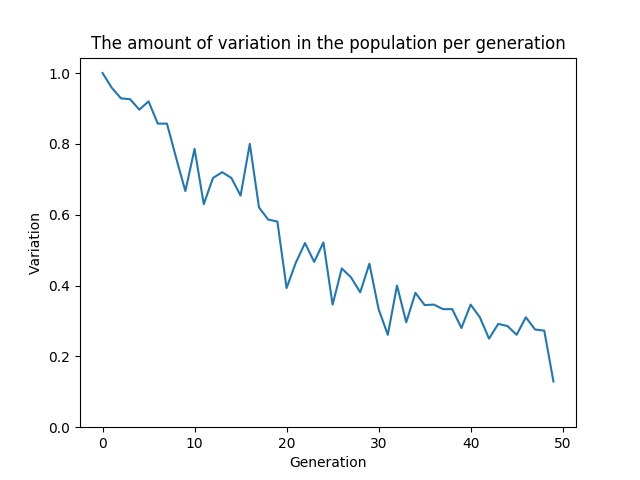 The amount of variation in the population per generation
1.0
0.8
0.6
0.4
0.2
0.0
Variation
0 10 20 30 40 50
Generation